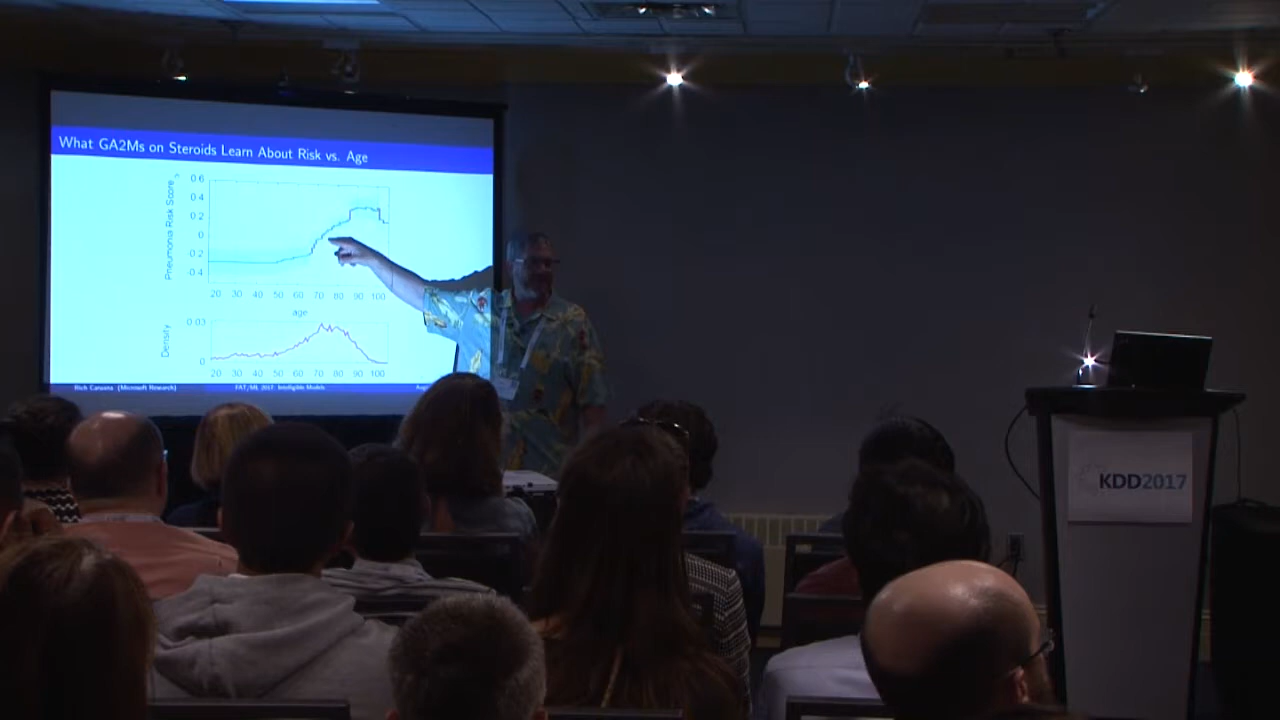 What GA2Ms on Steroids Learn About Risk vs. Age
Pneumonia Risk Score
0.6
0.4
0.2
0
0.2
0.4
20 30 40 50 60 70 80 90 100
age
Density
0.03
0
20 30 40 50 60 70 80 90 100
Rich Caruana (Microsoft Research) FAT/ML 2017: Intelligible Models
KDD2017